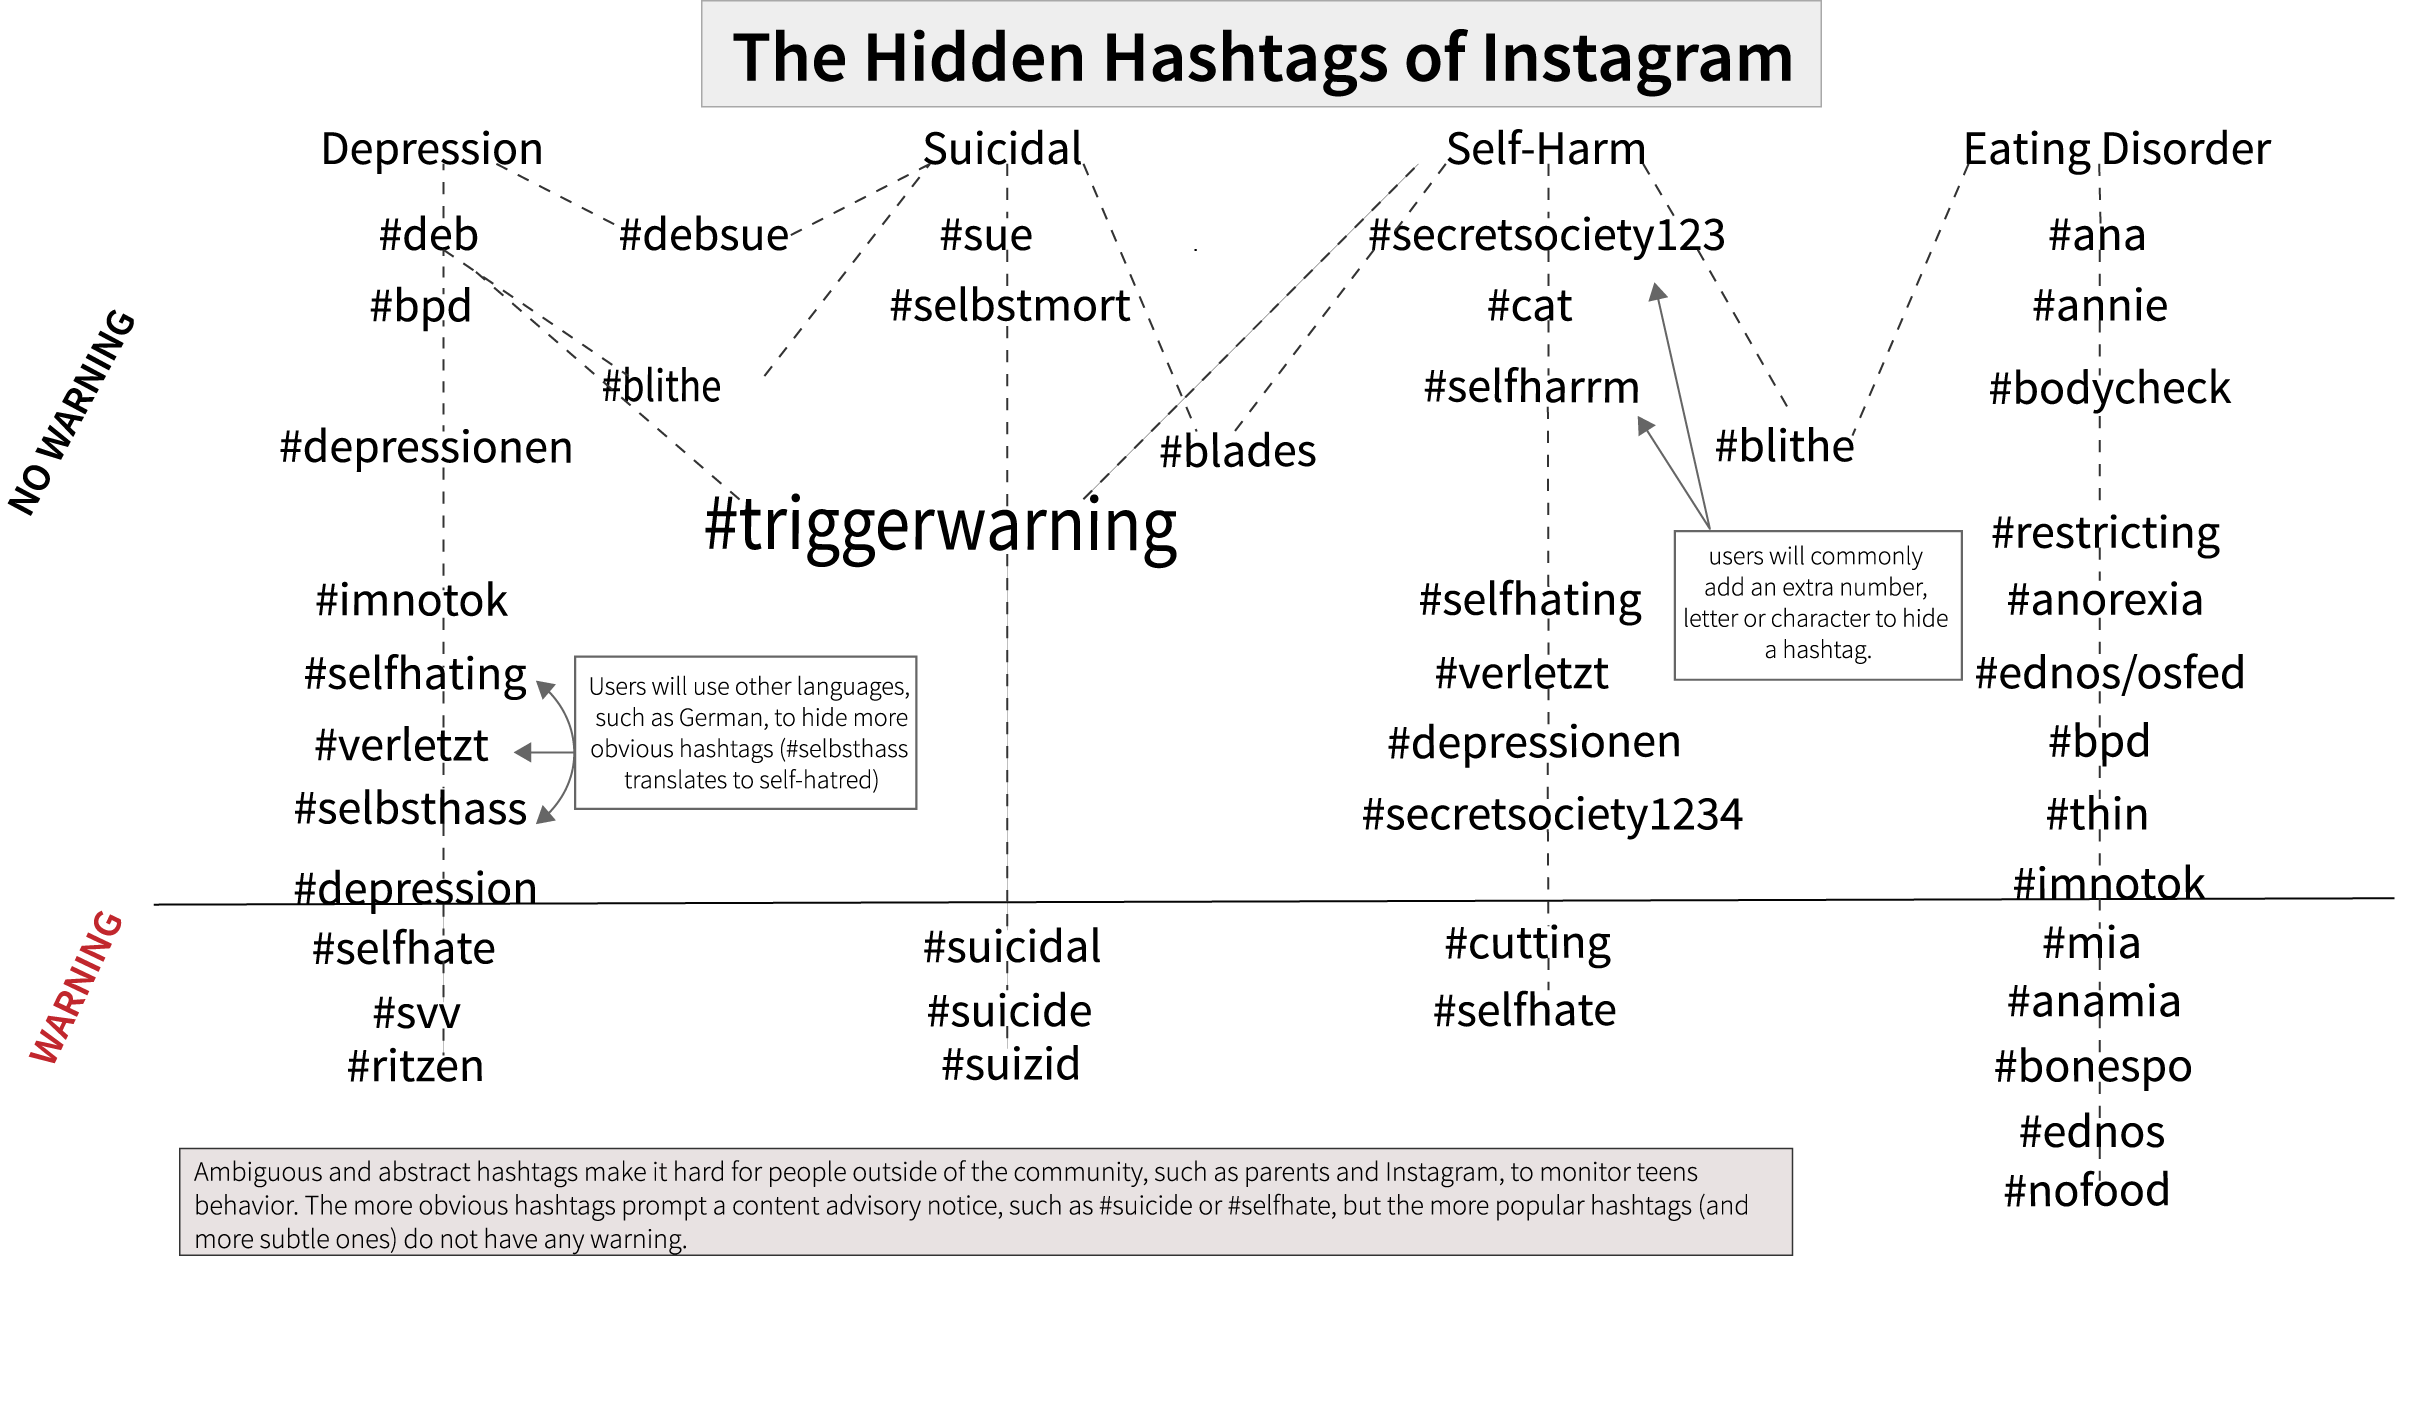 The Hidden Hashtags of Instagram
Depression
Suicidal
Self-Harm
Eating Disorder
#deb
#debsue
#sue
#secretsociety123
#ana
#bpd
#selbstmort
#cat
#annie
NO WARNING
#blithe
#selfharrm
#bodycheck
#depressionen
#blades
#blithe
#triggerwarning
#restricting
users will commonly
add an extra number,
letter or character to hide
a hashtag.
#imnotok
#selfhating
#anorexia
#selfhating
#verletzt
#ednos/osfed
Users will use other languages,
such as German, to hide more
obvious hashtags (#selbsthass
translates to self-hatred)
#verletzt
#depressionen
#bpd
#selbsthass
#secretsociety1234
#thin
#depression
#imnotok
WARNING
#selfhate
#suicidal
#cutting
#mia
#svv
#suicide
#selfhate
#anamia
#ritzen
#suizid
#bonespo
#ednos
#nofood
Ambiguous and abstract hashtags make it hard for people outside of the community, such as parents and Instagram, to monitor teens
behavior. The more obvious hashtags prompt a content advisory notice, such as #suicide or #selfhate, but the more popular hashtags (and
more subtle ones) do not have any warning.